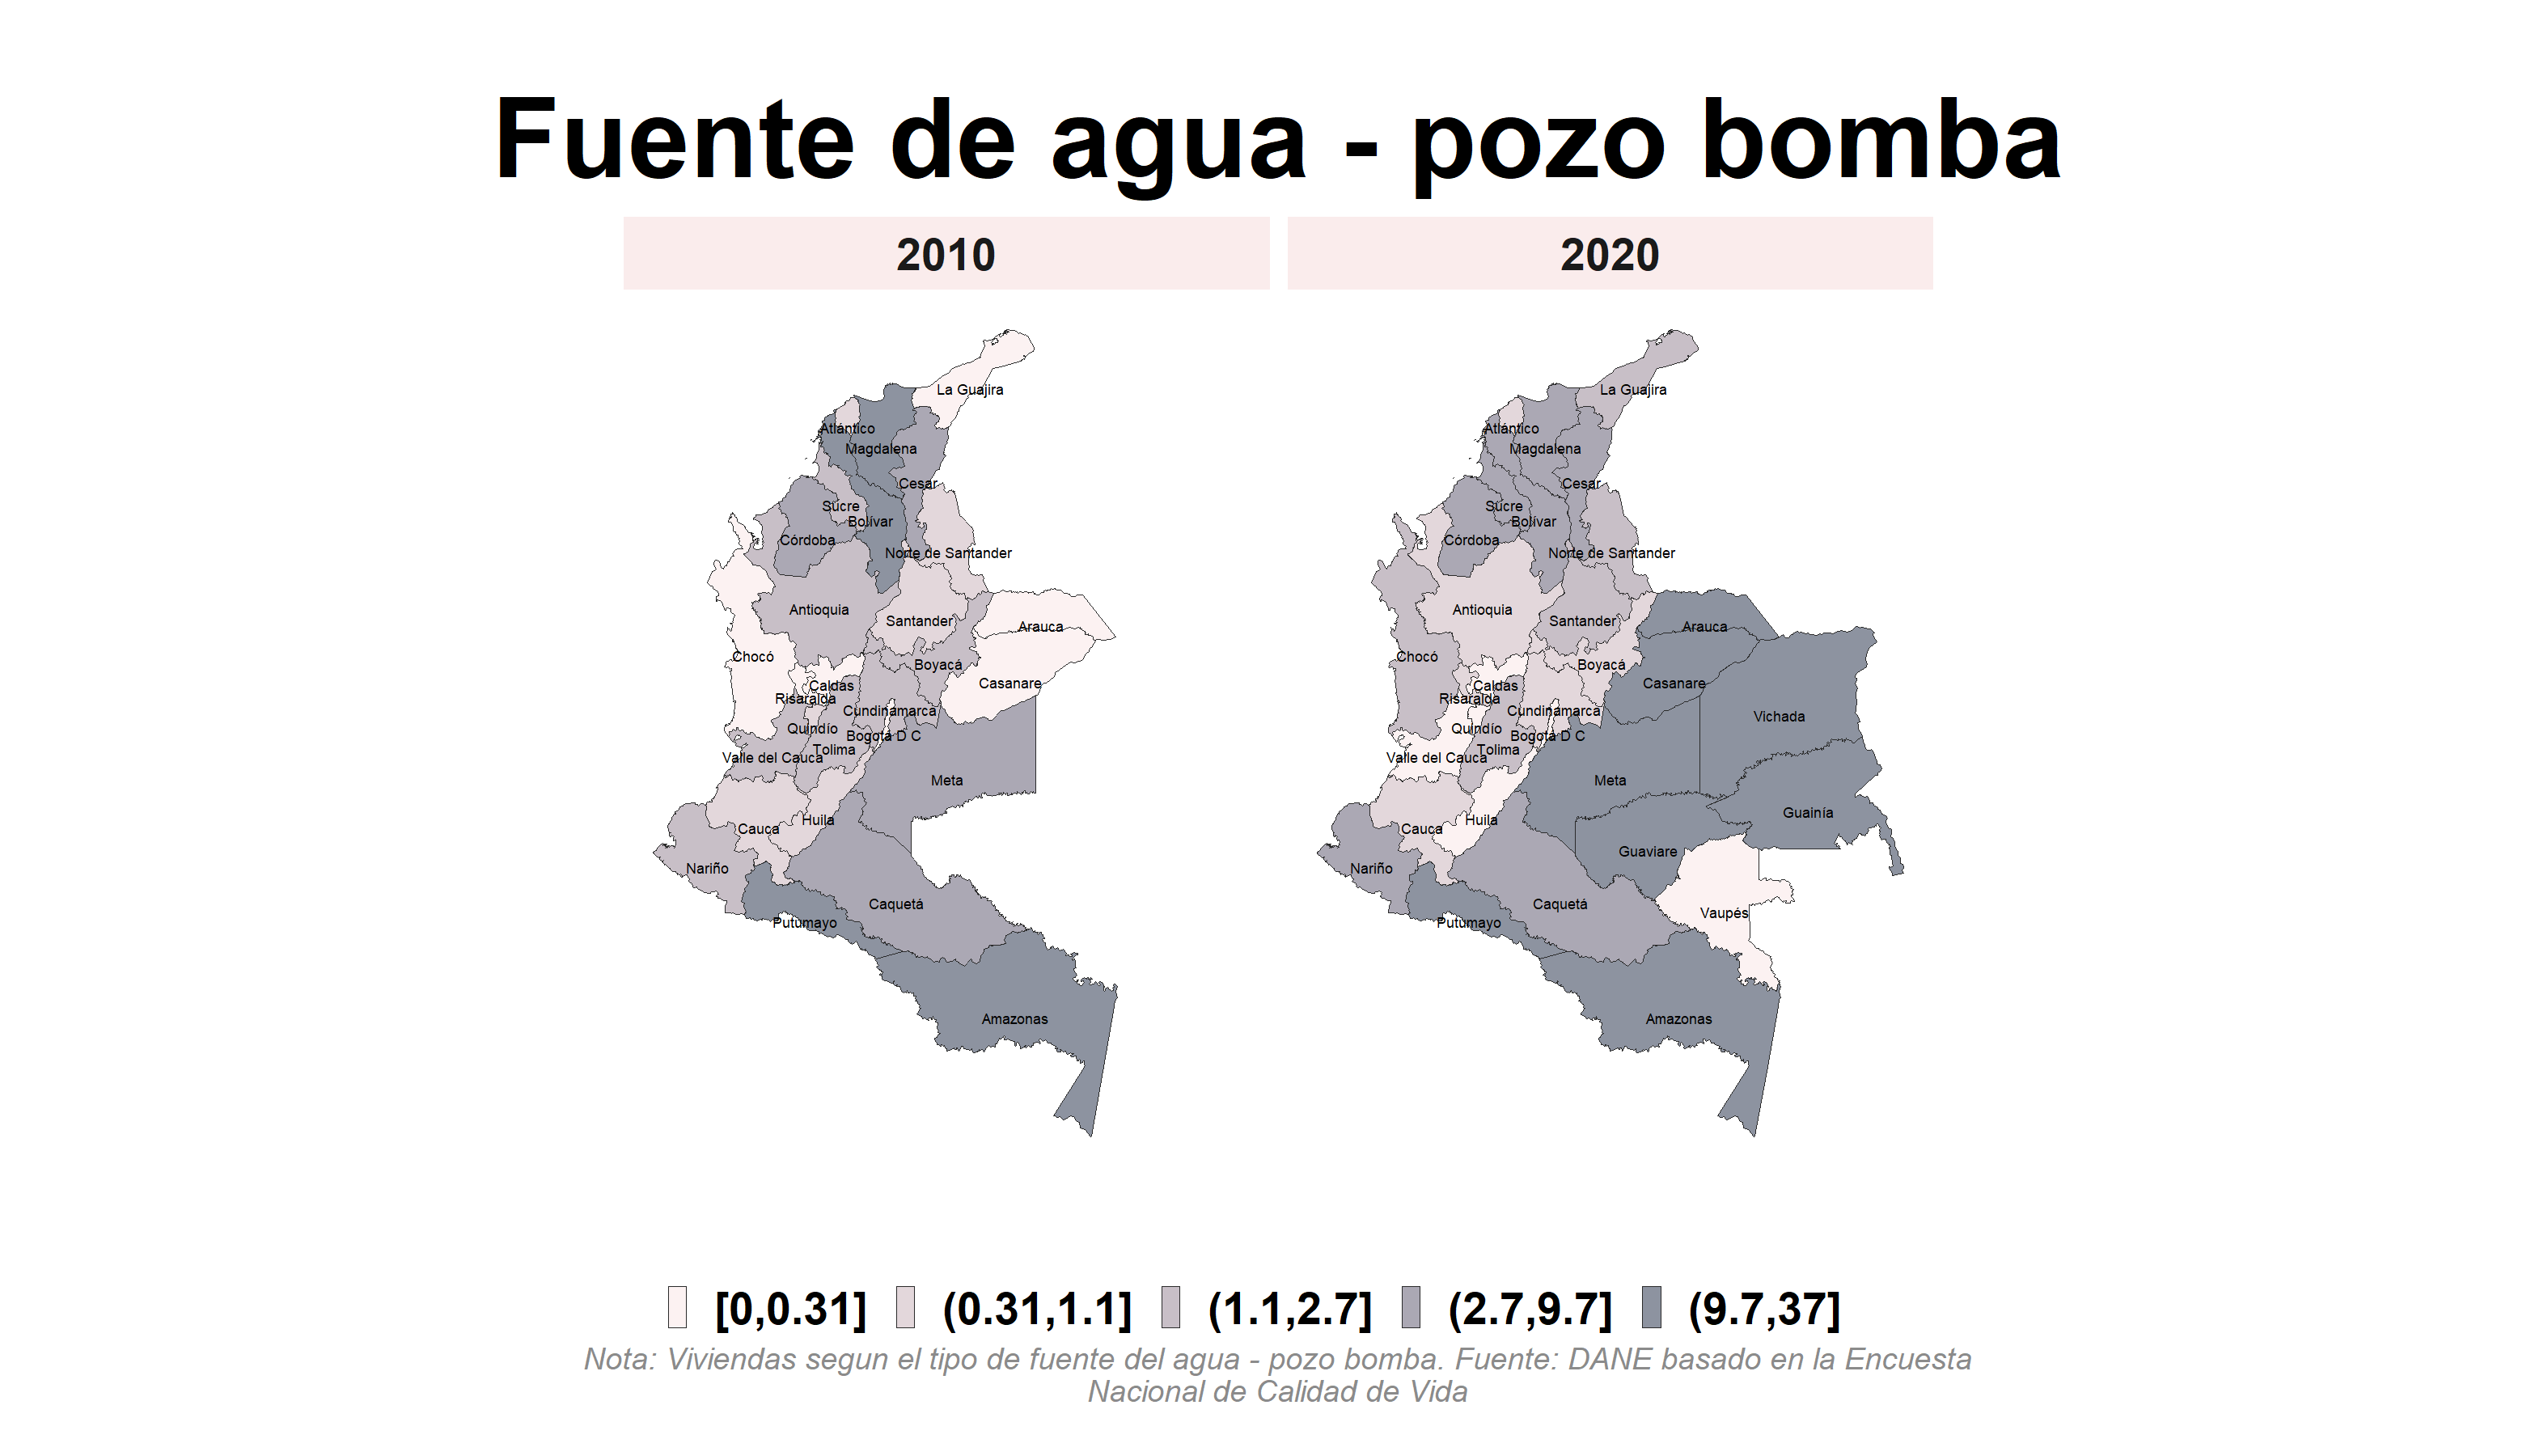 Fuente de agua - pozo bomba
2010
2020
La Guajira
Atlántico
Magdalena
Cesar
Sucre
Bolívar
Córdoba
Norte de Santander
Antioquia
Santander
Arauca
Chocó
Boyacá
Caldas
Casanare
Risaralda
Cundinamarca
Quindío
Bogotá D C
Tolima
Valle del Cauca
Meta
Huila
Cauca
Nariño
Caquetá
Putumayo
Amazonas
La Guajira
Atlántico
Magdalena
Cesar
Sucre
Bolívar
Córdoba
Norte de Santander
Antioquia
Santander
Arauca
Chocó
Boyacá
Caldas
Casanare
Risaralda
Cundinamarca
Vichada
Quindío
Bogotá D C
Tolima
Valle del Cauca
Meta
Guainía
Huila
Cauca
Guaviare
Nariño
Caquetá
Vaupés
Putumayo
Amazonas
[0,0.31] (0.31,1.1] (1.1,2.7] (2.7,9.7] (9.7,37]
Nota: Viviendas segun el tipo de fuente del agua - pozo bomba. Fuente: DANE basado en la Encuesta
Nacional de Calidad de Vida